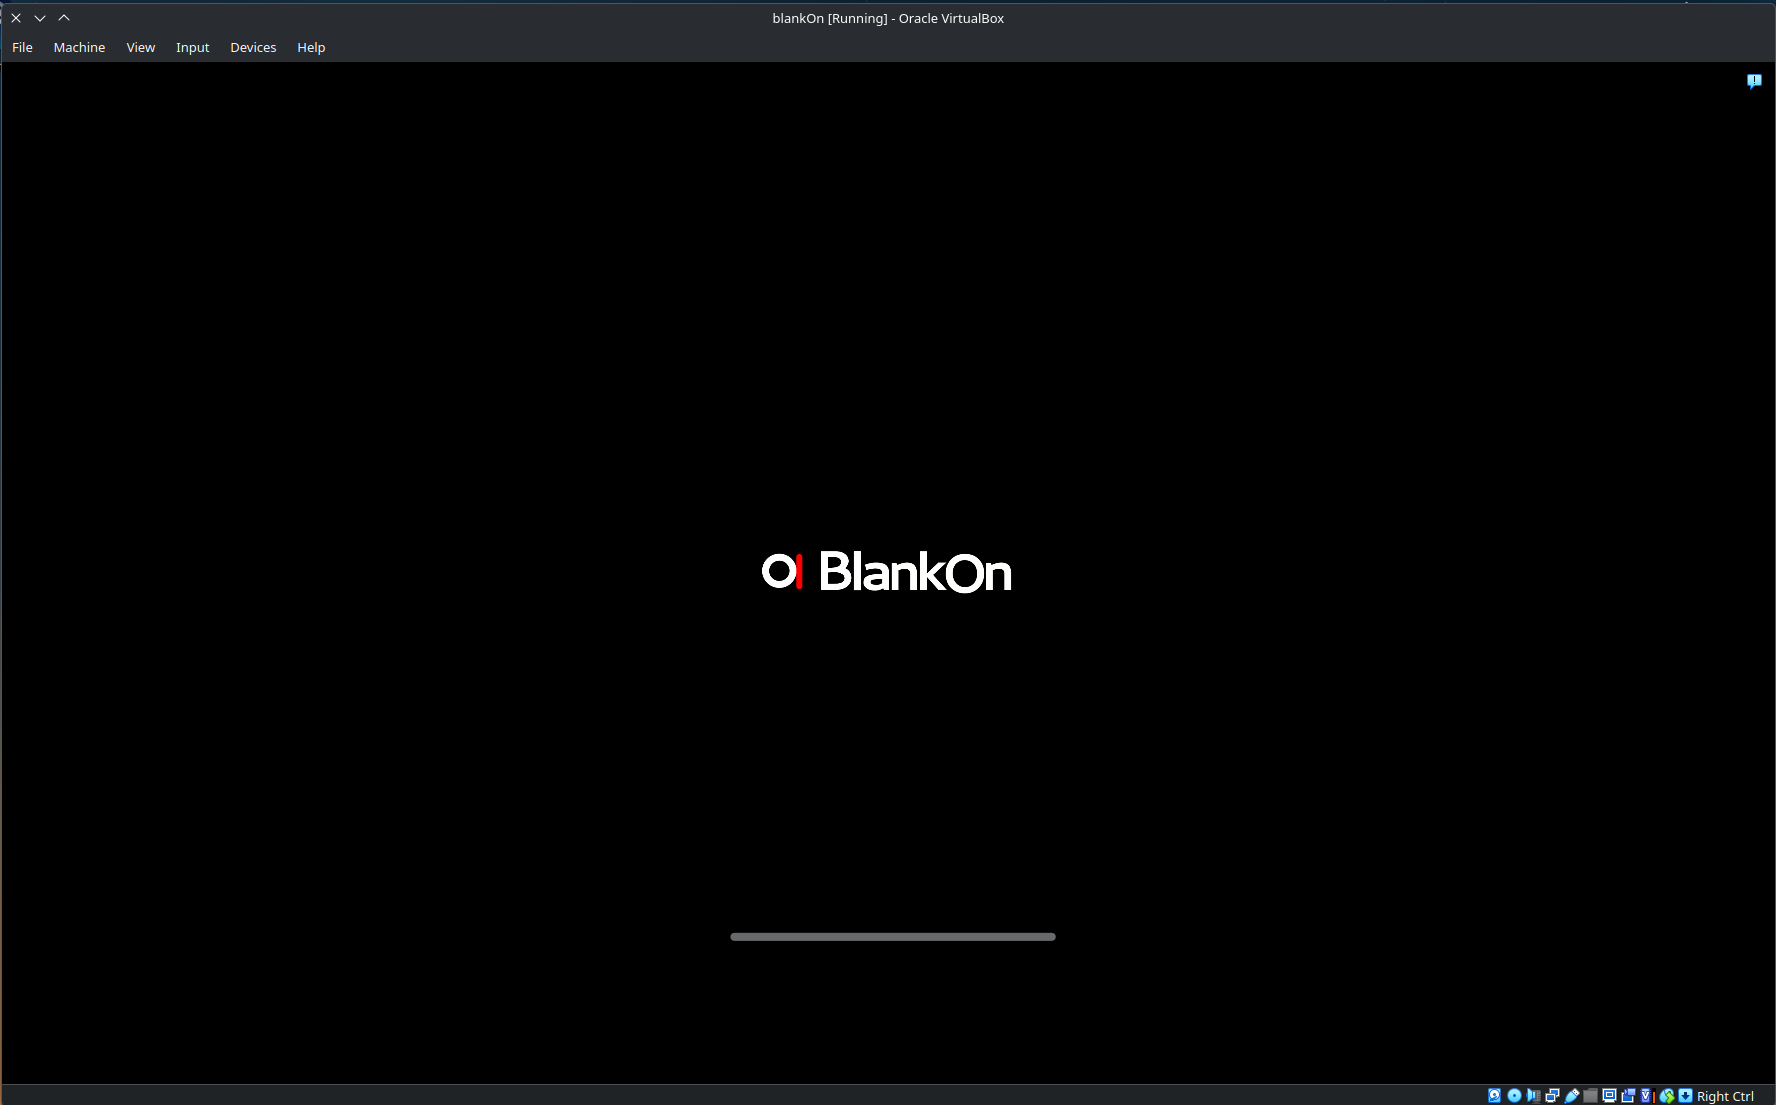 blankOn [Running] - Oracle VirtualBox
File Machine View Input Devices Help
BlankOn
Right Ctrl